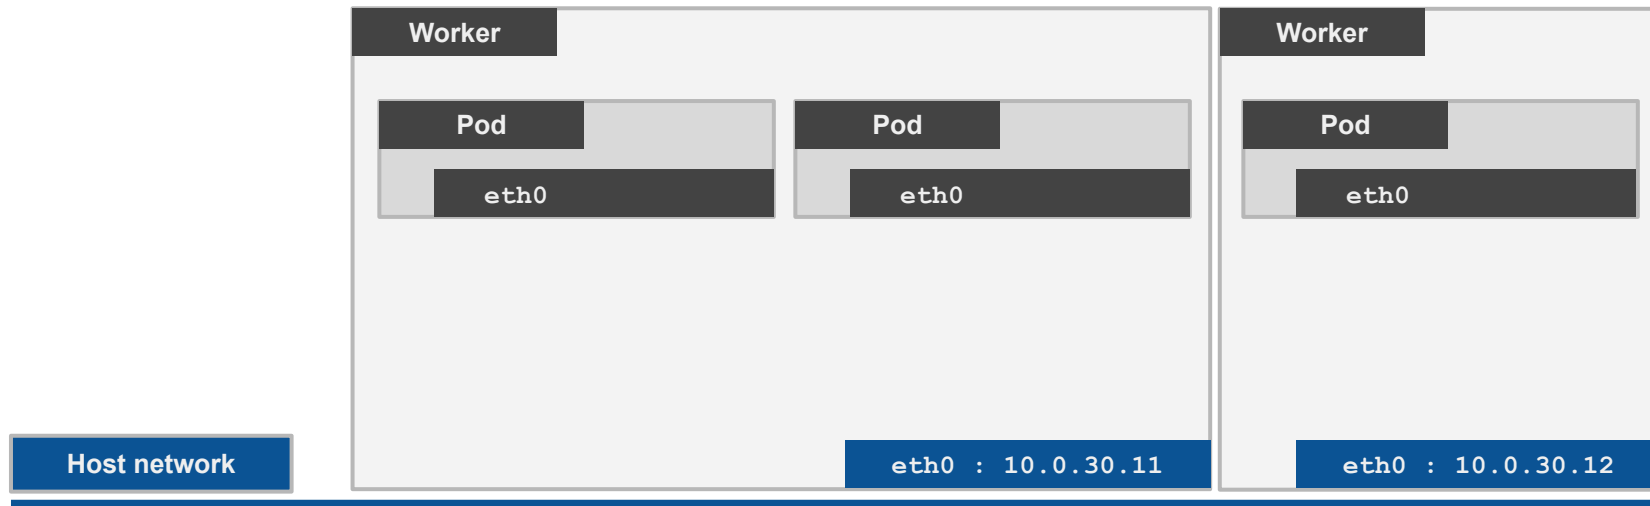 Worker
Worker
Pod
Pod
Pod
eth0
eth0
eth0
Host network
eth0 : 10.0.30.11
eth0 : 10.0.30.12